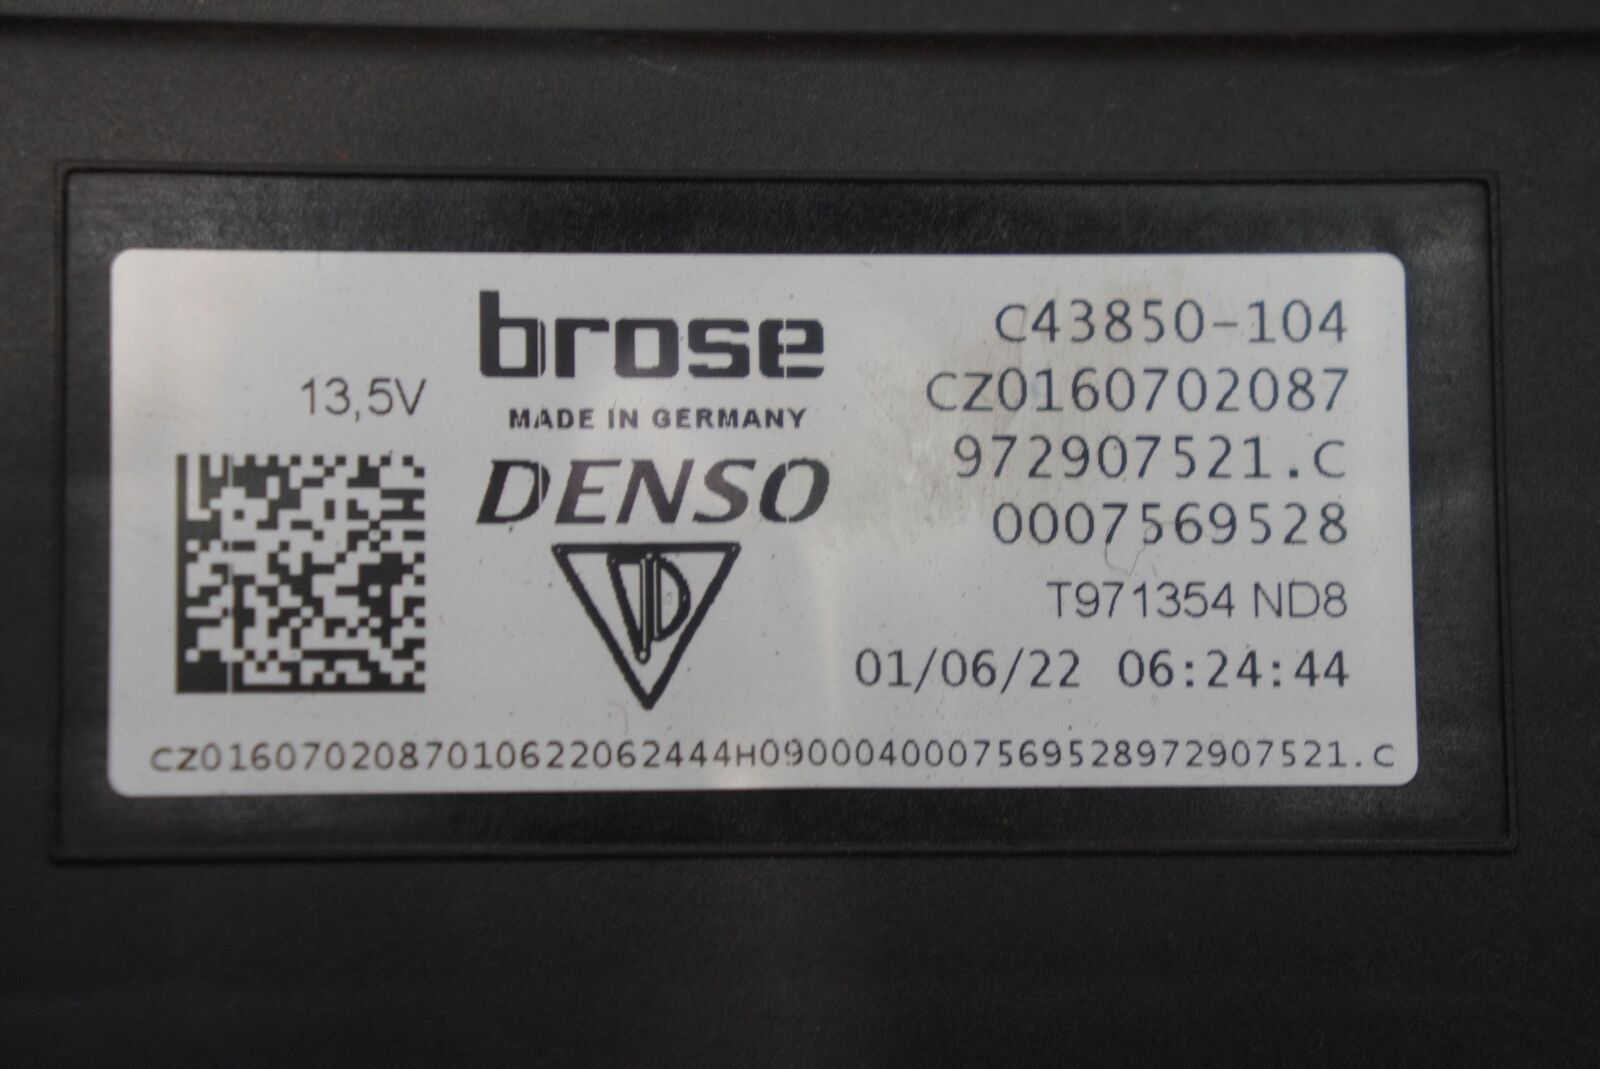 brose
MADE IN GERMANY
13,5V
DENSO
C43850-104
CZ0160702087
972907521.C
0007569528
T971354 ND8
01/06/22 06:24:44
CZ0160702087010622062444H0900040007569528972907521.C